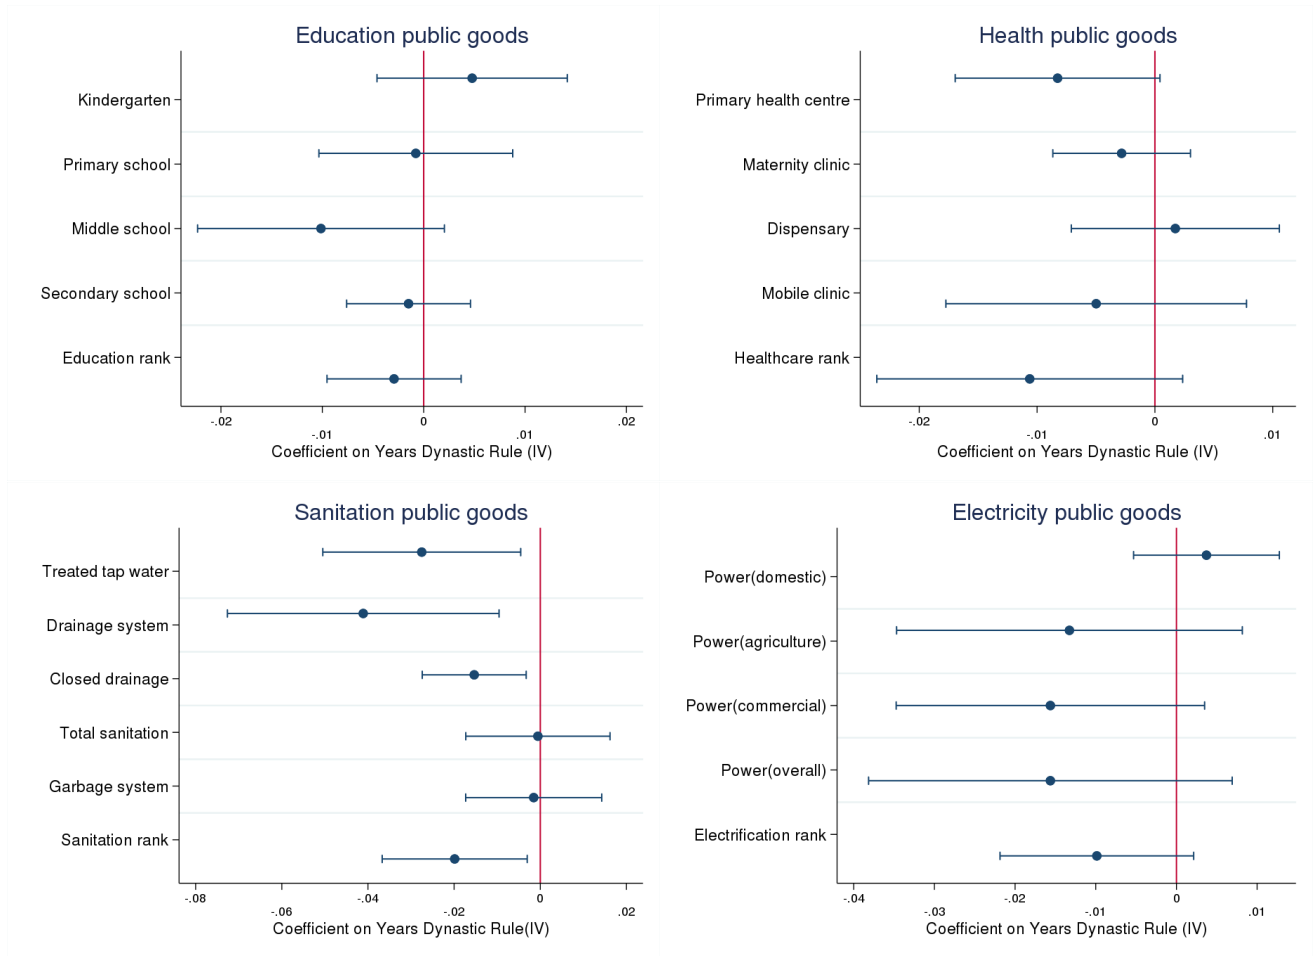 Education public goods
Kindergarten
Primary school
Middle school
Secondary school
Education rank
-.02
-.01
0
.01
.02
Coefficient on Years Dynastic Rule (IV)
Health public goods
Primary health centre
Maternity clinic
Dispensary
Mobile clinic
Healthcare rank
-.02
-.01
0
.01
Coefficient on Years Dynastic Rule (IV)
Sanitation public goods
Treated tap water
Drainage system
Closed drainage
Total sanitation
Garbage system
Sanitation rank
-.08
-.06
-.04
-.02
0
.02
Coefficient on Years Dynastic Rule(IV)
Electricity public goods
Power(domestic)
Power(agriculture)
Power(commercial)
Power(overall)
Electrification rank
-.04
-.03
-.02
-.01
0
.01
Coefficient on Years Dynastic Rule (IV)